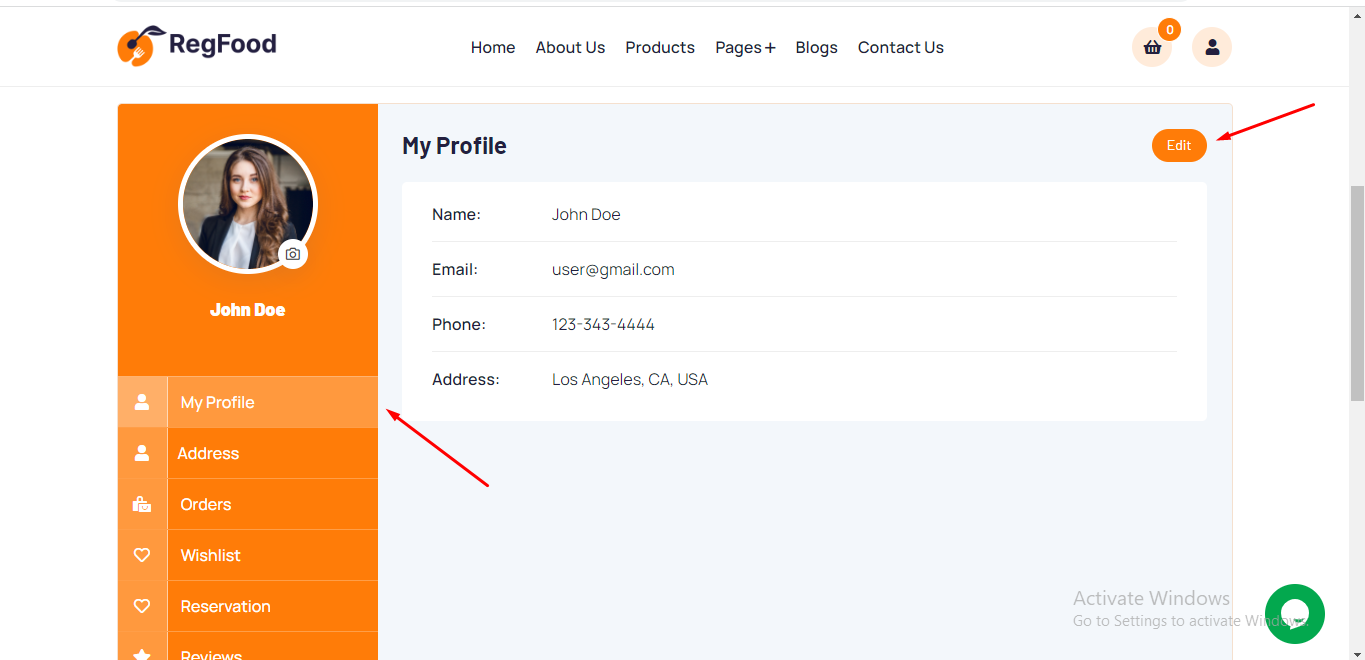 RegFood
Home About Us Products Pages+ Blogs Contact Us
0
My Profile
Edit
Name: John Doe
Email: user@gmail.com
Phone: 123-343-4444
Address: Los Angeles, CA, USA
John Doe
My Profile
Address
Orders
Wishlist
Reservation
Reviews
Activate Windows
Go to Settings to activate Windows.